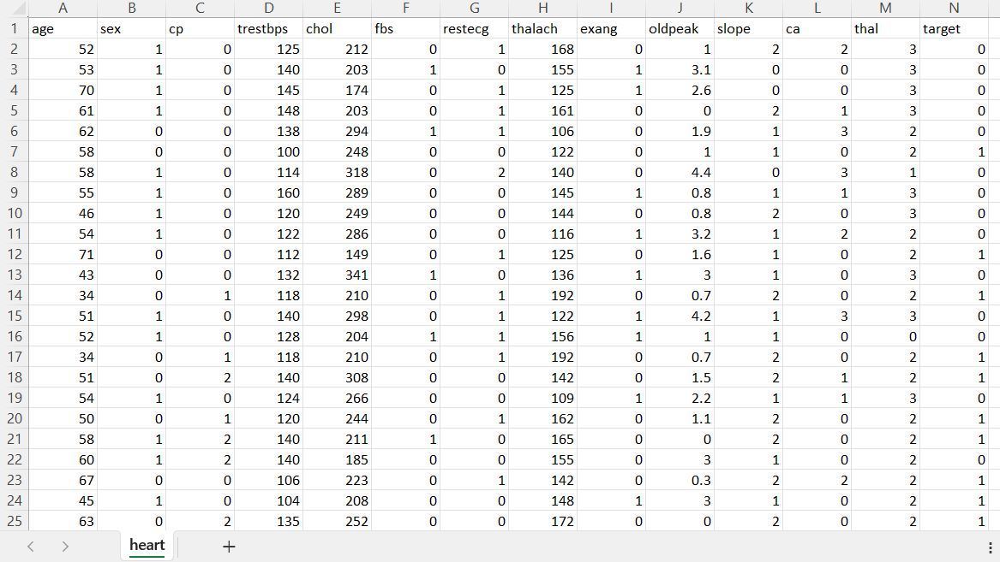 A B C D E F G H I J K L M N
1 age sex cp trestbps chol fbs restecg thalach exang oldpeak slope ca thal target
2 52 1 0 125 212 0 1 168 0 1 2 2 3 0
3 53 1 0 140 203 1 0 155 1 3.1 0 0 3 0
4 70 1 0 145 174 0 1 125 1 2.6 0 0 3 0
5 61 1 0 148 203 0 1 161 0 0 2 1 3 0
6 62 0 0 138 294 1 1 106 0 1.9 1 3 2 0
7 58 0 0 100 248 0 0 122 0 1 1 0 2 1
8 58 1 0 114 318 0 2 140 0 4.4 0 3 1 0
9 55 1 0 160 289 0 0 145 1 0.8 1 1 3 0
10 46 1 0 120 249 0 0 144 0 0.8 2 0 3 0
11 54 1 0 122 286 0 0 116 1 3.2 1 2 2 0
12 71 0 0 112 149 0 1 125 0 1.6 1 0 2 1
13 43 0 0 132 341 1 0 136 1 3 1 0 3 0
14 34 0 1 118 210 0 1 192 0 0.7 2 0 2 1
15 51 1 0 140 298 0 1 122 1 4.2 1 3 3 0
16 52 1 0 128 204 1 1 156 1 1 1 0 0 0
17 34 0 1 118 210 0 1 192 0 0.7 2 0 2 1
18 51 0 2 140 308 0 0 142 0 1.5 2 1 2 1
19 54 1 0 124 266 0 0 109 1 2.2 1 1 3 0
20 50 0 1 120 244 0 1 162 0 1.1 2 0 2 1
21 58 1 2 140 211 1 0 165 0 0 2 0 2 1
22 60 1 2 140 185 0 0 155 0 3 1 0 2 0
23 67 0 0 106 223 0 1 142 0 0.3 2 2 2 1
24 45 1 0 104 208 0 0 148 1 3 1 0 2 1
25 63 0 2 135 252 0 0 172 0 0 2 0 2 1
heart